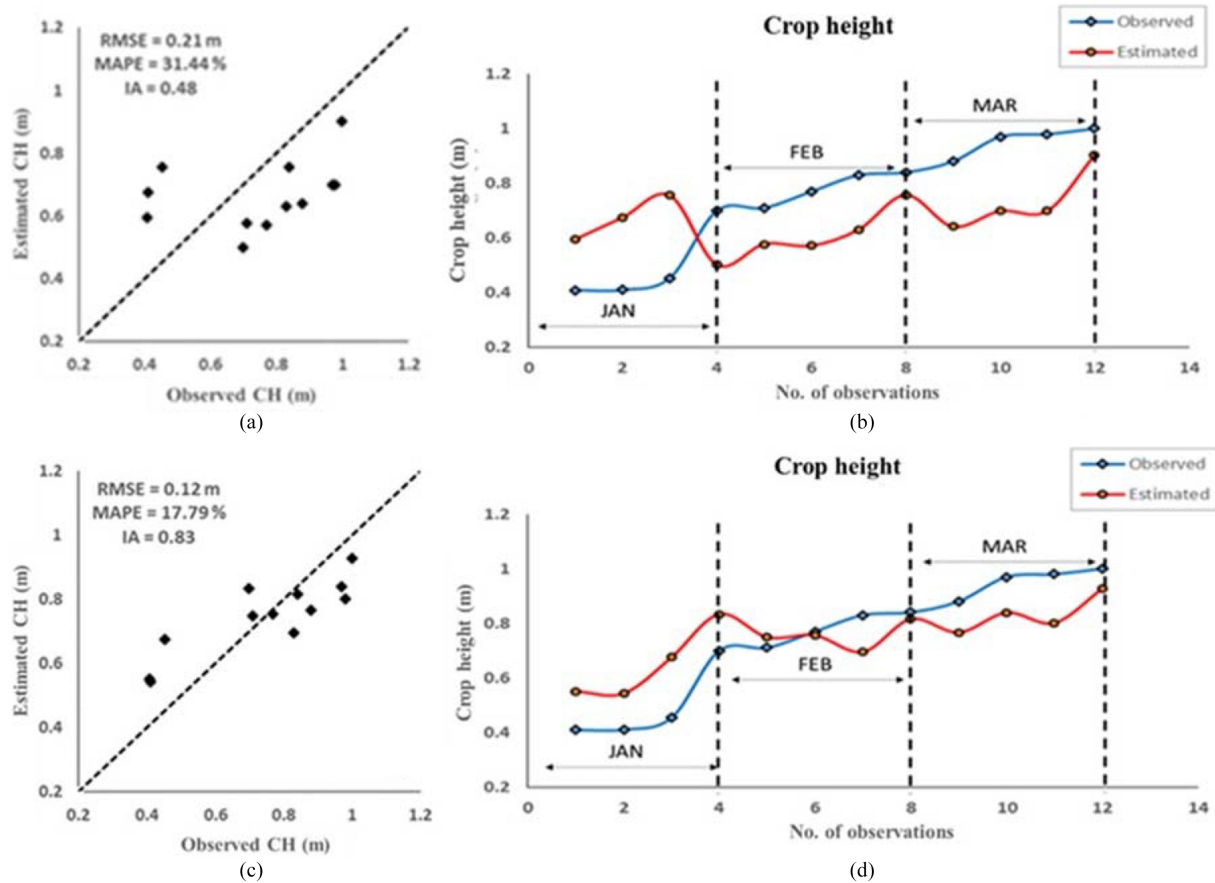 RMSE = 0.21 m
MAPE = 31.44 %
IA = 0.48
Estimated CH (m)
1.2
1
0.8
0.6
0.4
0.2
0.2 0.4 0.6 0.8 1 1.2
Observed CH (m)
(a)
Crop height
Observed
Estimated
Crop height (m)
1.2
1
0.8
0.6
0.4
0.2
JAN
FEB
MAR
0 2 4 6 8 10 12 14
No. of observations
(b)
RMSE = 0.12 m
MAPE = 17.79 %
IA = 0.83
Estimated CH (m)
1.2
1
0.8
0.6
0.4
0.2
0.2 0.4 0.6 0.8 1 1.2
Observed CH (m)
(c)
Crop height
Observed
Estimated
Crop height (m)
1.2
1
0.8
0.6
0.4
0.2
JAN
FEB
MAR
0 2 4 6 8 10 12 14
No. of observations
(d)